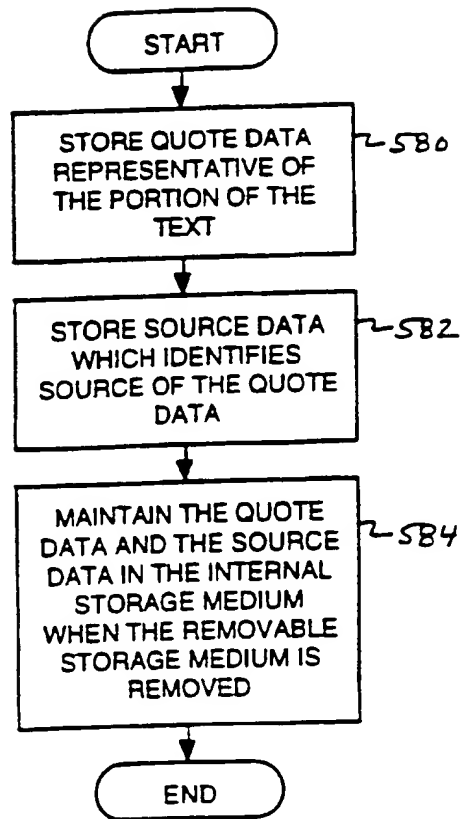 START
STORE QUOTE DATA
REPRESENTATIVE OF
THE PORTION OF THE
TEXT
580
STORE SOURCE DATA
WHICH IDENTIFIES
SOURCE OF THE QUOTE
DATA
582
MAINTAIN THE QUOTE
DATA AND THE SOURCE
DATA IN THE INTERNAL
STORAGE MEDIUM
WHEN THE REMOVABLE
STORAGE MEDIUM IS
REMOVED
584
END